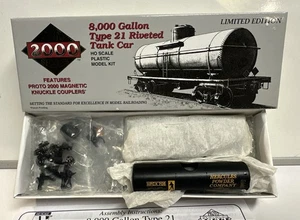 8,000 Gallon
Type 21 Riveted
Tank Car
HO SCALE
PLASTIC
MODEL KIT
LIMITED EDITION
2000
FEATURES
PROTO 2000 MAGNETIC
KNUCKLE COUPLERS
SETTING THE STANDARD FOR EXCELLENCE IN MODEL RAILROADING
HERCULES
POWDER
COMPANY
Assembly Instructions
8,000 Gallon Type 21